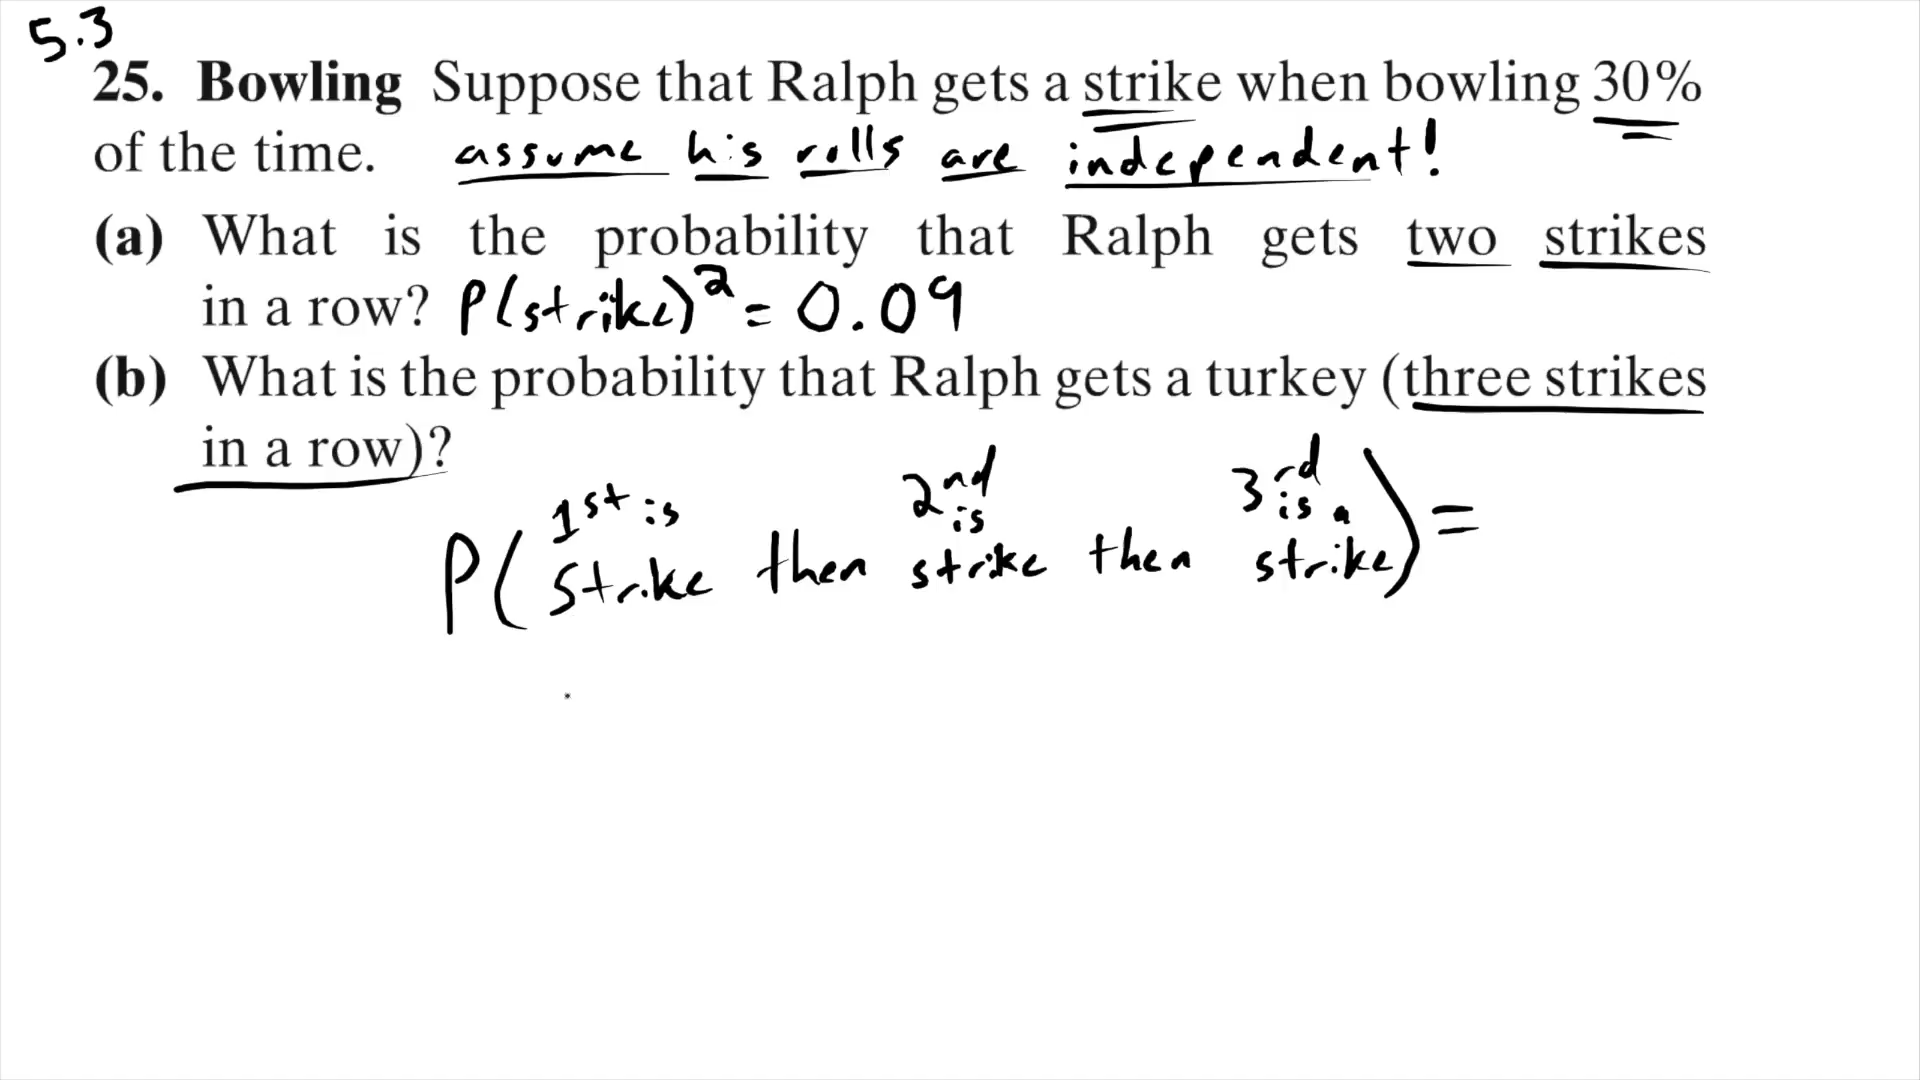 5.3
25. Bowling Suppose that Ralph gets a strike when bowling 30%
of the time. assume his rolls are independent!
(a) What is the probability that Ralph gets two strikes
in a row? P(strike)² = 0.09
(b) What is the probability that Ralph gets a turkey (three strikes
in a row)?
1st is 2nd is 3rd is a
P( strike then strike then strike) =